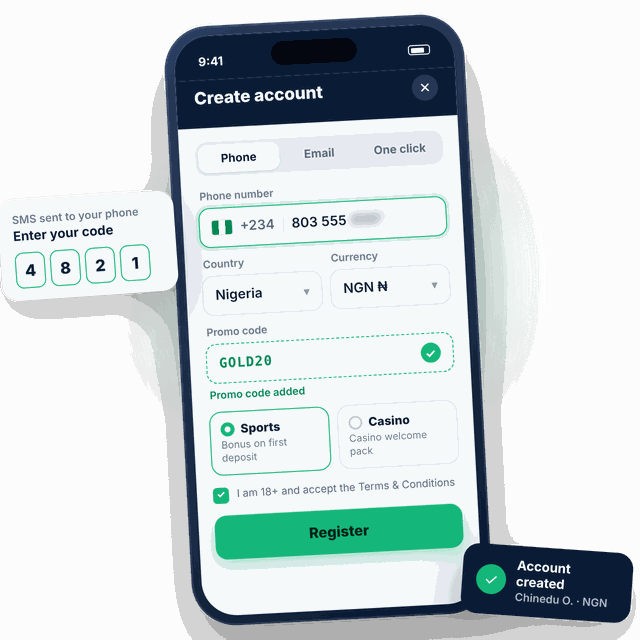 9:41
Create account
Phone
Email
One click
Phone number
+234
803 555
SMS sent to your phone
Enter your code
4 8 2 1
Country
Currency
Nigeria
NGN ₦
Promo code
GOLD20
Promo code added
Sports
Bonus on first
deposit
Casino
Casino welcome
pack
I am 18+ and accept the Terms & Conditions
Register
Account
created
Chinedu O. · NGN